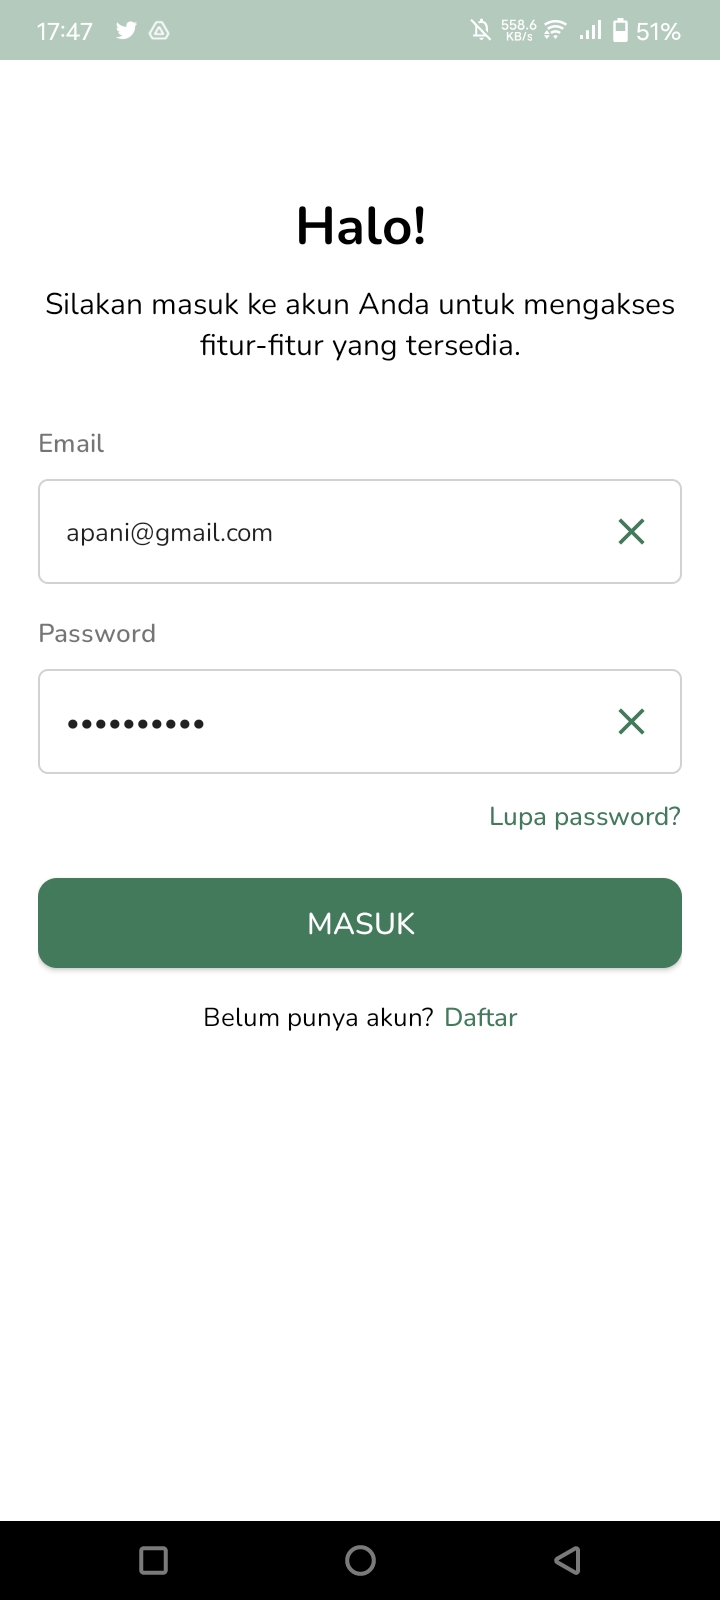 17:47
558.6
KB/s
51%
Halo!
Silakan masuk ke akun Anda untuk mengakses
fitur-fitur yang tersedia.
Email
apani@gmail.com
Password
••••••••••
Lupa password?
MASUK
Belum punya akun? Daftar